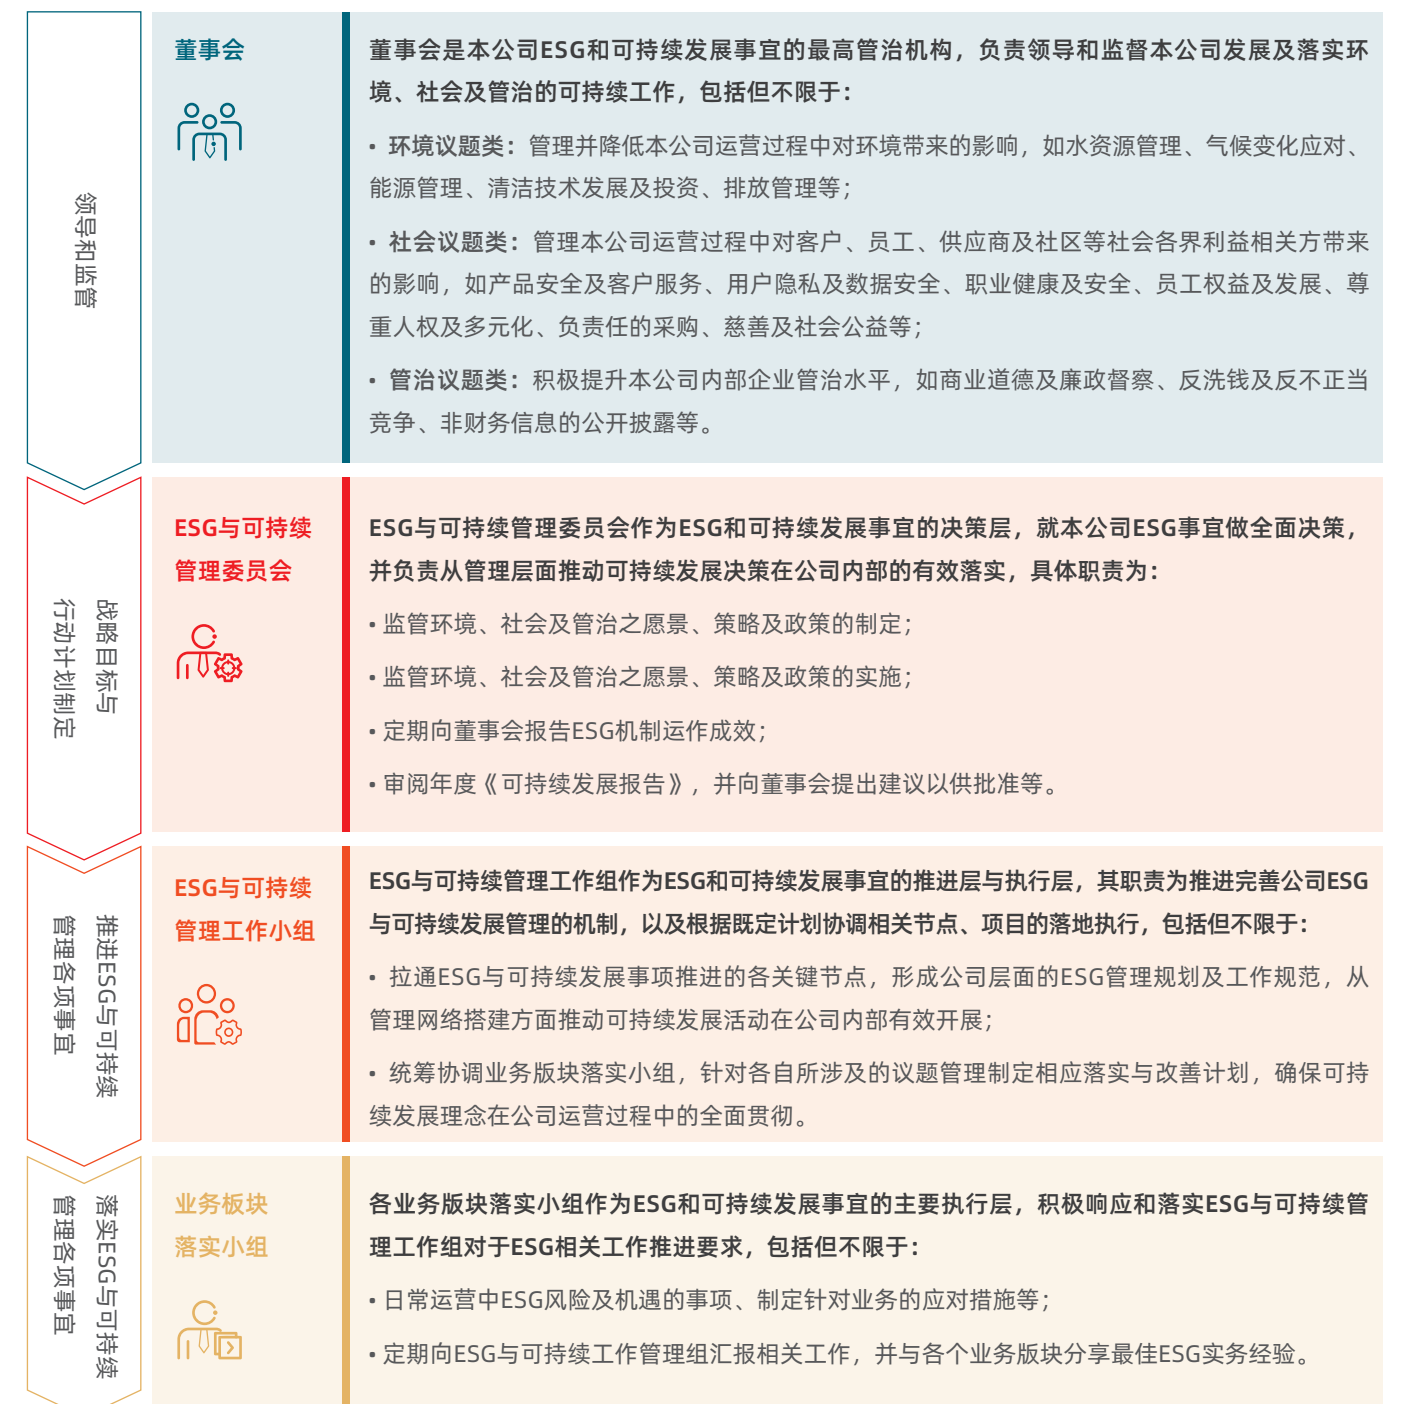 领导和监管
董事会
董事会是本公司ESG和可持续发展事宜的最高管治机构，负责领导和监督本公司发展及落实环
境、社会及管治的可持续工作，包括但不限于：
• 环境议题类：管理并降低本公司运营过程中对环境带来的影响，如水资源管理、气候变化应对、
能源管理、清洁技术发展及投资、排放管理等；
• 社会议题类：管理本公司运营过程中对客户、员工、供应商及社区等社会各界利益相关方带来
的影响，如产品安全及客户服务、用户隐私及数据安全、职业健康及安全、员工权益及发展、尊
重人权及多元化、负责任的采购、慈善及社会公益等；
• 管治议题类：积极提升本公司内部企业管治水平，如商业道德及廉政督察、反洗钱及反不正当
竞争、非财务信息的公开披露等。
战略目标与
行动计划制定
ESG与可持续
管理委员会
ESG与可持续管理委员会作为ESG和可持续发展事宜的决策层，就本公司ESG事宜做全面决策，
并负责从管理层面推动可持续发展决策在公司内部的有效落实，具体职责为：
• 监管环境、社会及管治之愿景、策略及政策的制定；
• 监管环境、社会及管治之愿景、策略及政策的实施；
• 定期向董事会报告ESG机制运作成效；
• 审阅年度《可持续发展报告》，并向董事会提出建议以供批准等。
推进ESG与可持续
管理各项事宜
ESG与可持续
管理工作小组
ESG与可持续管理工作组作为ESG和可持续发展事宜的推进层与执行层，其职责为推进完善公司ESG
与可持续发展管理的机制，以及根据既定计划协调相关节点、项目的落地执行，包括但不限于：
• 拉通ESG与可持续发展事项推进的各关键节点，形成公司层面的ESG管理规划及工作规范，从
管理网络搭建方面推动可持续发展活动在公司内部有效开展；
• 统筹协调业务版块落实小组，针对各自所涉及的议题管理制定相应落实与改善计划，确保可持
续发展理念在公司运营过程中的全面贯彻。
落实ESG与可持续
管理各项事宜
业务板块
落实小组
各业务版块落实小组作为ESG和可持续发展事宜的主要执行层，积极响应和落实ESG与可持续管
理工作组对于ESG相关工作推进要求，包括但不限于：
• 日常运营中ESG风险及机遇的事项、制定针对业务的应对措施等；
• 定期向ESG与可持续工作管理组汇报相关工作，并与各个业务版块分享最佳ESG实务经验。